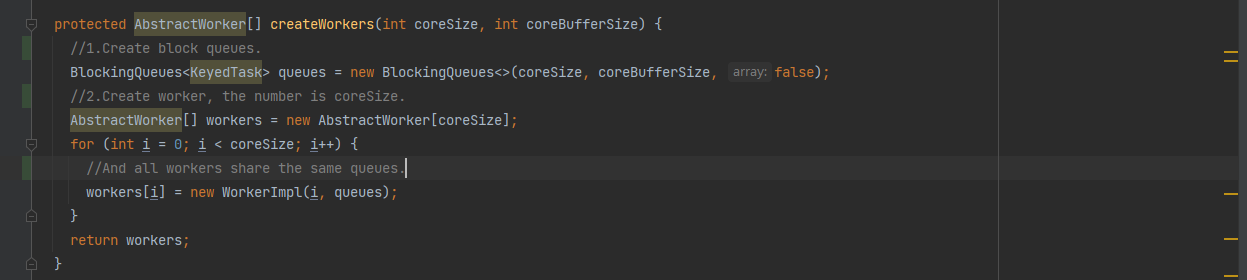 protected AbstractWorker[] createWorkers(int coreSize, int coreBufferSize) {
//1.Create block queues.
BlockingQueues<KeyedTask> queues = new BlockingQueues<>(coreSize, coreBufferSize, array: false);
//2.Create worker, the number is coreSize.
AbstractWorker[] workers = new AbstractWorker[coreSize];
for (int i = 0; i < coreSize; i++) {
//And all workers share the same queues.
workers[i] = new WorkerImpl(i, queues);
}
return workers;
}